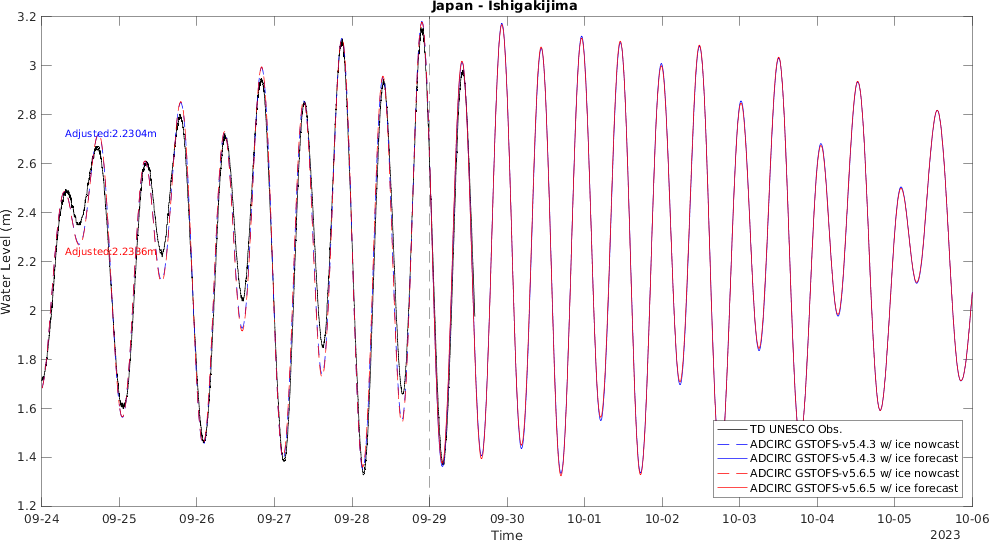 Japan - Ishigakijima
3.2
3
2.8
2.6
2.4
2.2
2
1.8
1.6
1.4
1.2
Water Level (m)
Adjusted:2.2304m
Adjusted:2.2336m
TD UNESCO Obs.
ADCIRC GSTOFS-v5.4.3 w/ ice nowcast
ADCIRC GSTOFS-v5.4.3 w/ ice forecast
ADCIRC GSTOFS-v5.6.5 w/ ice nowcast
ADCIRC GSTOFS-v5.6.5 w/ ice forecast
09-24 09-25 09-26 09-27 09-28 09-29 09-30 10-01 10-02 10-03 10-04 10-05 10-06
Time
2023